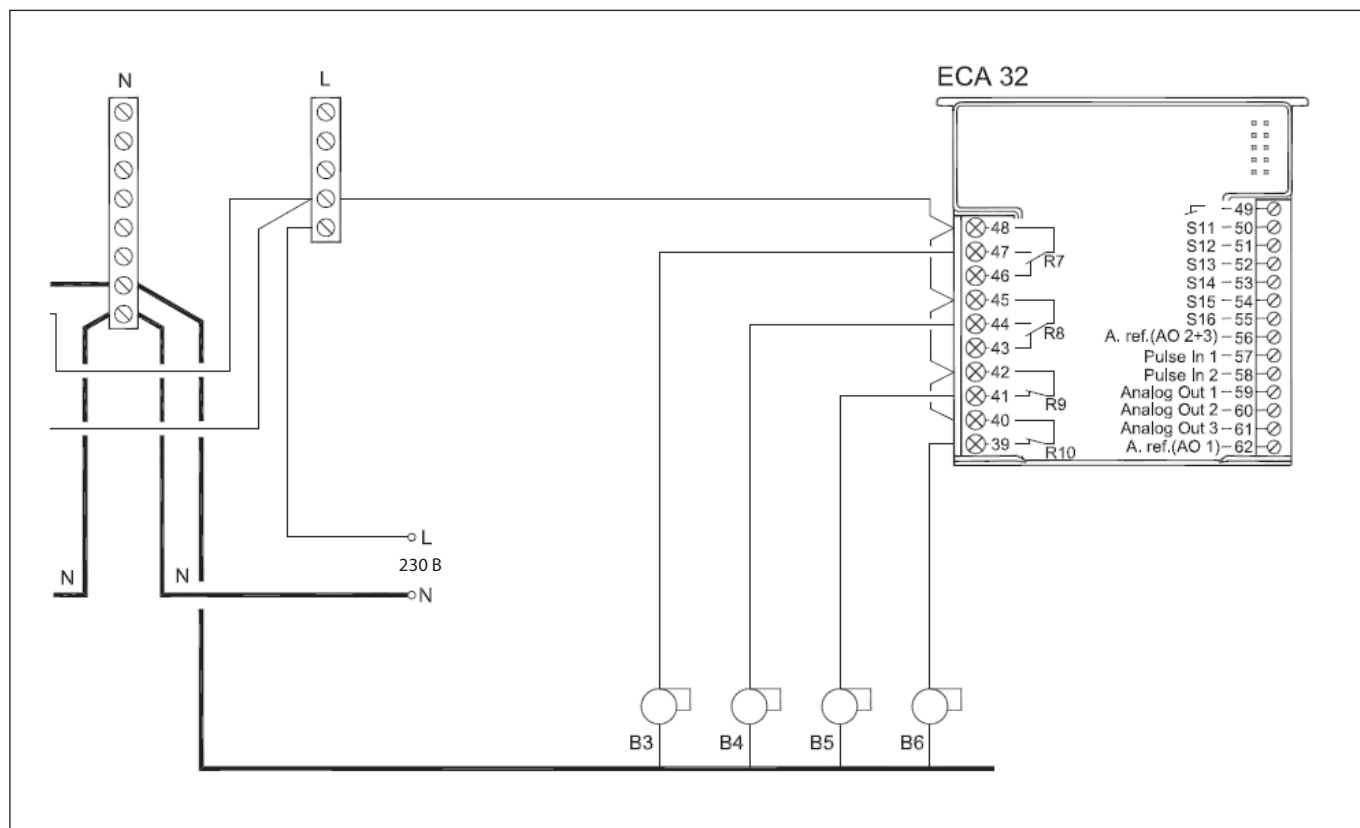 N
L
ECA 32
48
47
46
R7
45
44
43
R8
42
41
R9
40
39
R10
49
S11 50
S12 51
S13 52
S14 53
S15 54
S16 55
A. ref.(AO 2+3) 56
Pulse In 1 57
Pulse In 2 58
Analog Out 1 59
Analog Out 2 60
Analog Out 3 61
A. ref.(AO 1) 62
L
230 В
N
N
N
B3
B4
B5
B6